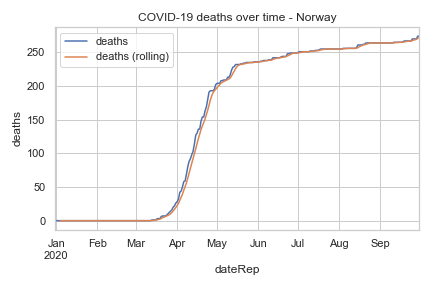 COVID-19 deaths over time - Norway
deaths
deaths (rolling)
250
200
150
100
50
0
deaths
Jan Feb Mar Apr May Jun Jul Aug Sep
2020
dateRep